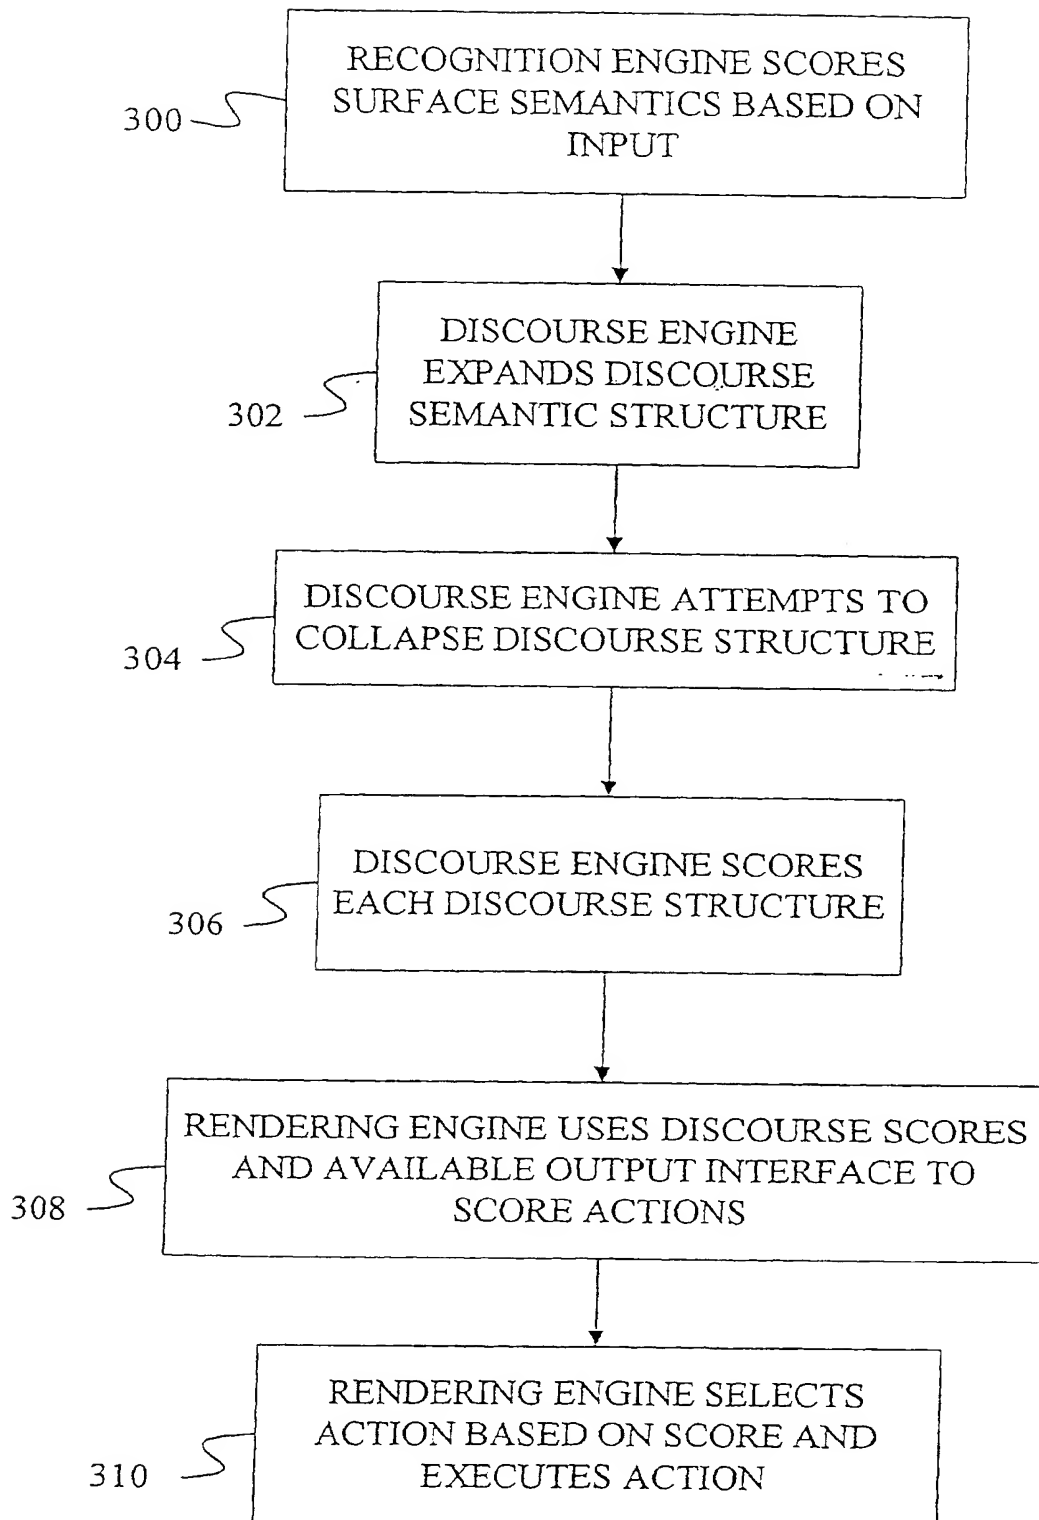 RECOGNITION ENGINE SCORES
SURFACE SEMANTICS BASED ON
INPUT
300
DISCOURSE ENGINE
EXPANDS DISCOURSE
SEMANTIC STRUCTURE
302
DISCOURSE ENGINE ATTEMPTS TO
COLLAPSE DISCOURSE STRUCTURE
304
DISCOURSE ENGINE SCORES
EACH DISCOURSE STRUCTURE
306
RENDERING ENGINE USES DISCOURSE SCORES
AND AVAILABLE OUTPUT INTERFACE TO
SCORE ACTIONS
308
RENDERING ENGINE SELECTS
ACTION BASED ON SCORE AND
EXECUTES ACTION
310